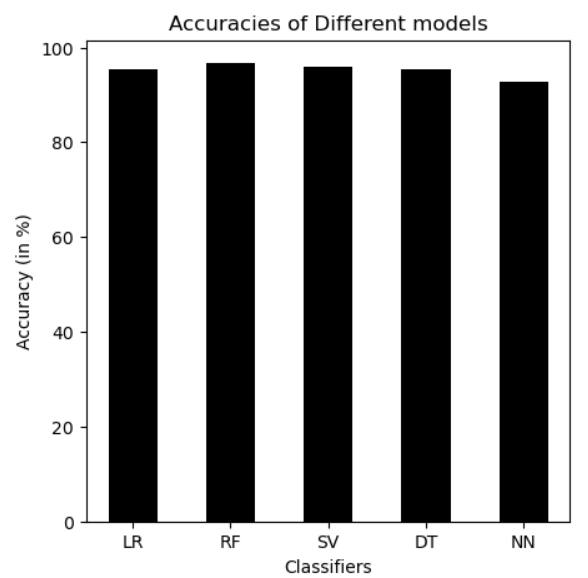 Accuracies of Different models
100
80
60
40
20
0
Accuracy (in %)
LR RF SV DT NN
Classifiers